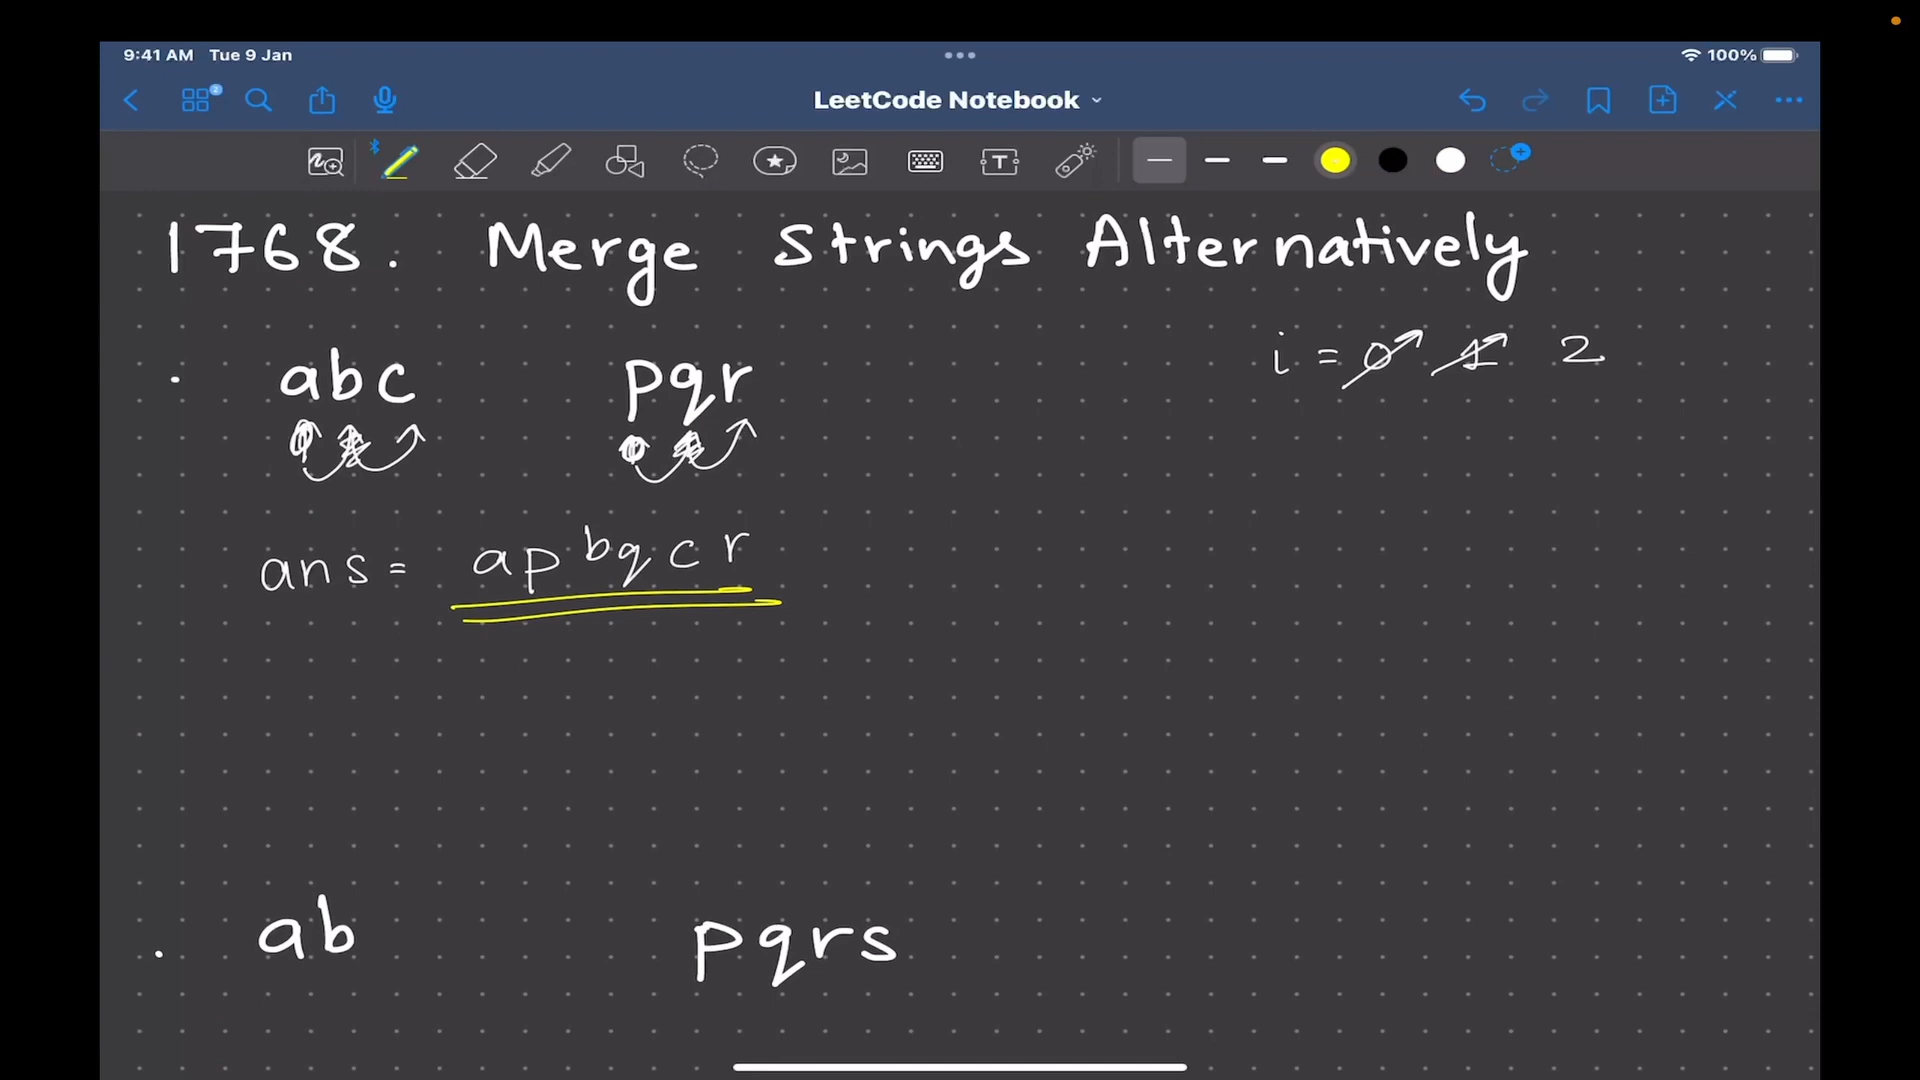 9:41 AM Tue 9 Jan 100%
2 LeetCode Notebook
T
1768. Merge Strings Alternatively
i = 0 1 2
abc pqr
ans = apbqcr
ab pqrs